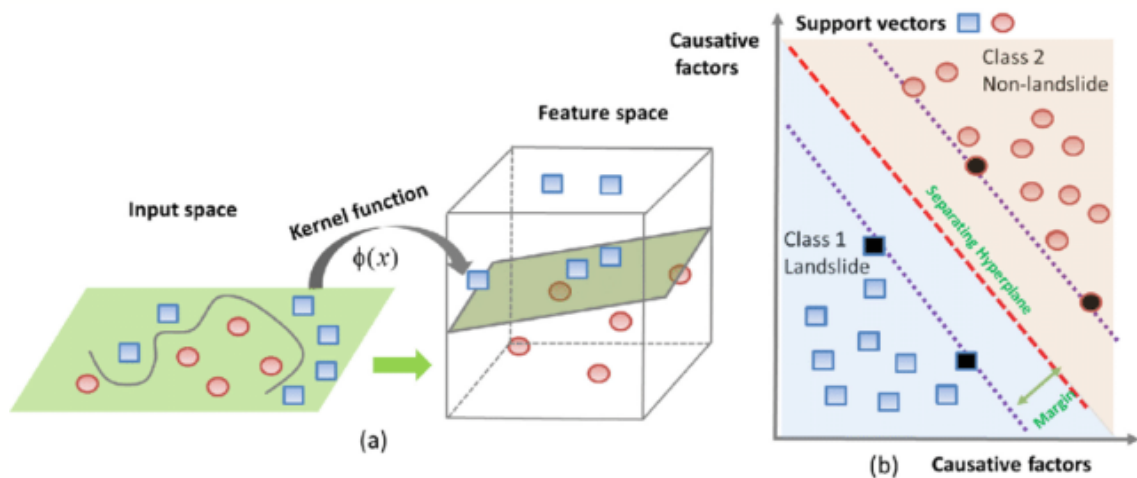 Input space
Kernel function
ϕ(x)
Feature space
(a)
Support vectors
Causative
factors
Class 2
Non-landslide
Separating Hyperplane
Class 1
Landslide
Margin
(b)
Causative factors